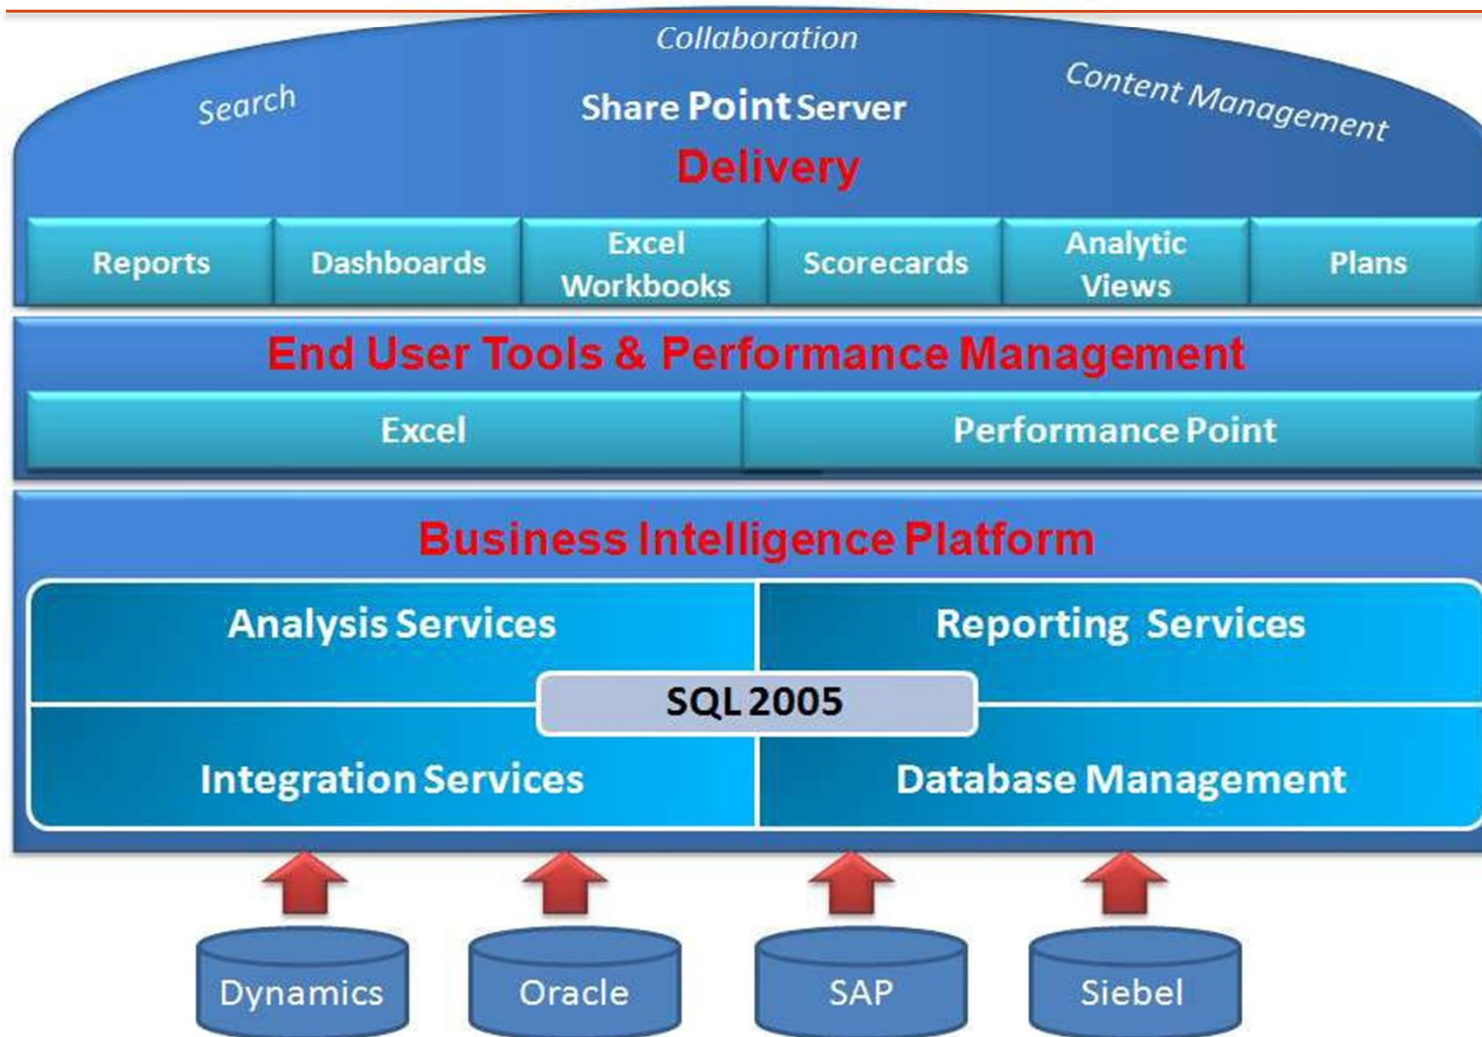 Collaboration
Search
Content Management
Share Point Server
Delivery
Reports
Dashboards
Excel
Workbooks
Scorecards
Analytic
Views
Plans
End User Tools & Performance Management
Excel
Performance Point
Business Intelligence Platform
Analysis Services
Reporting Services
SQL 2005
Integration Services
Database Management
Dynamics
Oracle
SAP
Siebel